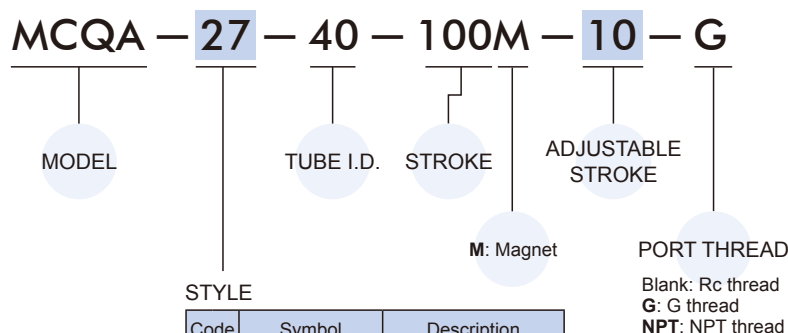 MCQA — 27 — 40 — 100M — 10 — G
MODEL
TUBE I.D.
STROKE
ADJUSTABLE
STROKE
M: Magnet
PORT THREAD
Blank: Rc thread
G: G thread
NPT: NPT thread
STYLE
Code Symbol Description